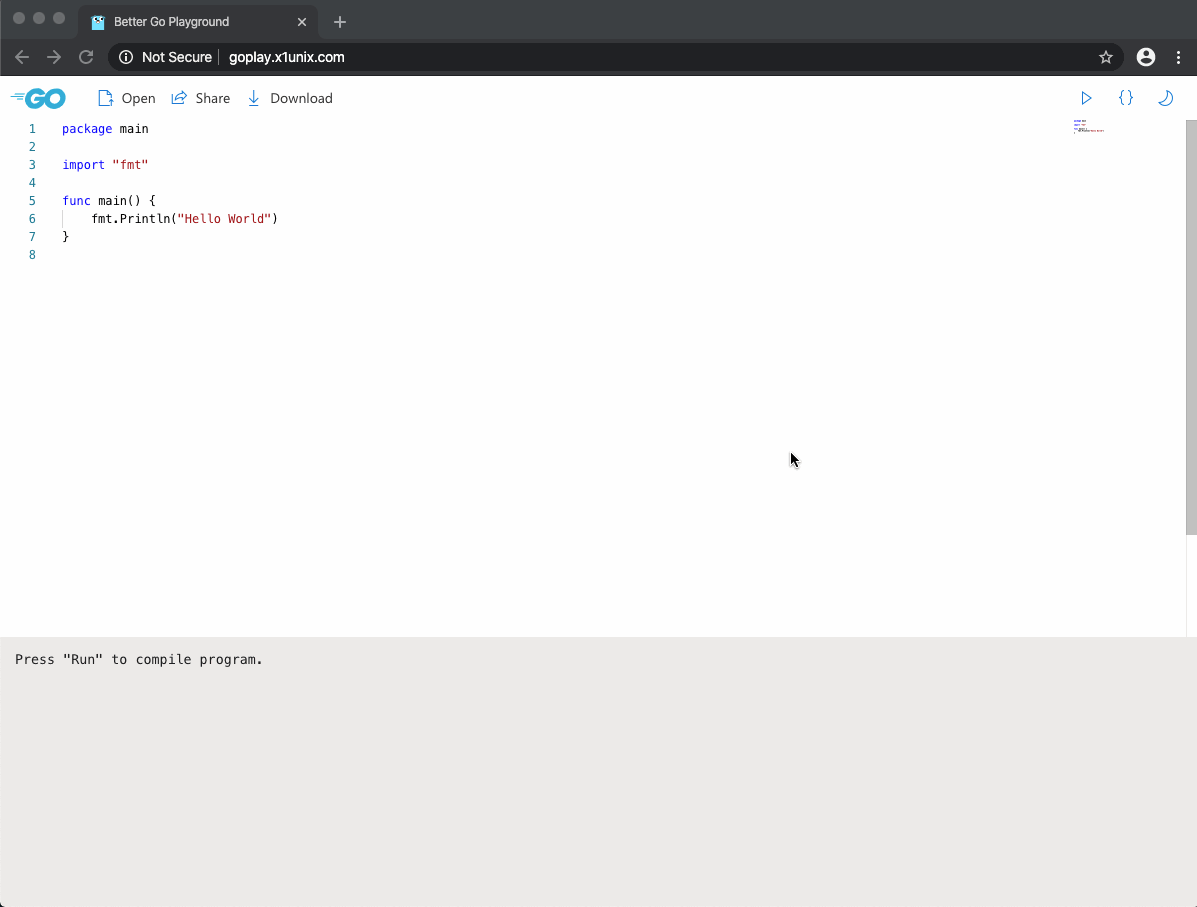 Better Go Playground
Not Secure goplay.x1unix.com
GO Open Share Download {}
1 package main
2
3 import "fmt"
4
5 func main() {
6     fmt.Println("Hello World")
7 }
8
Press "Run" to compile program.